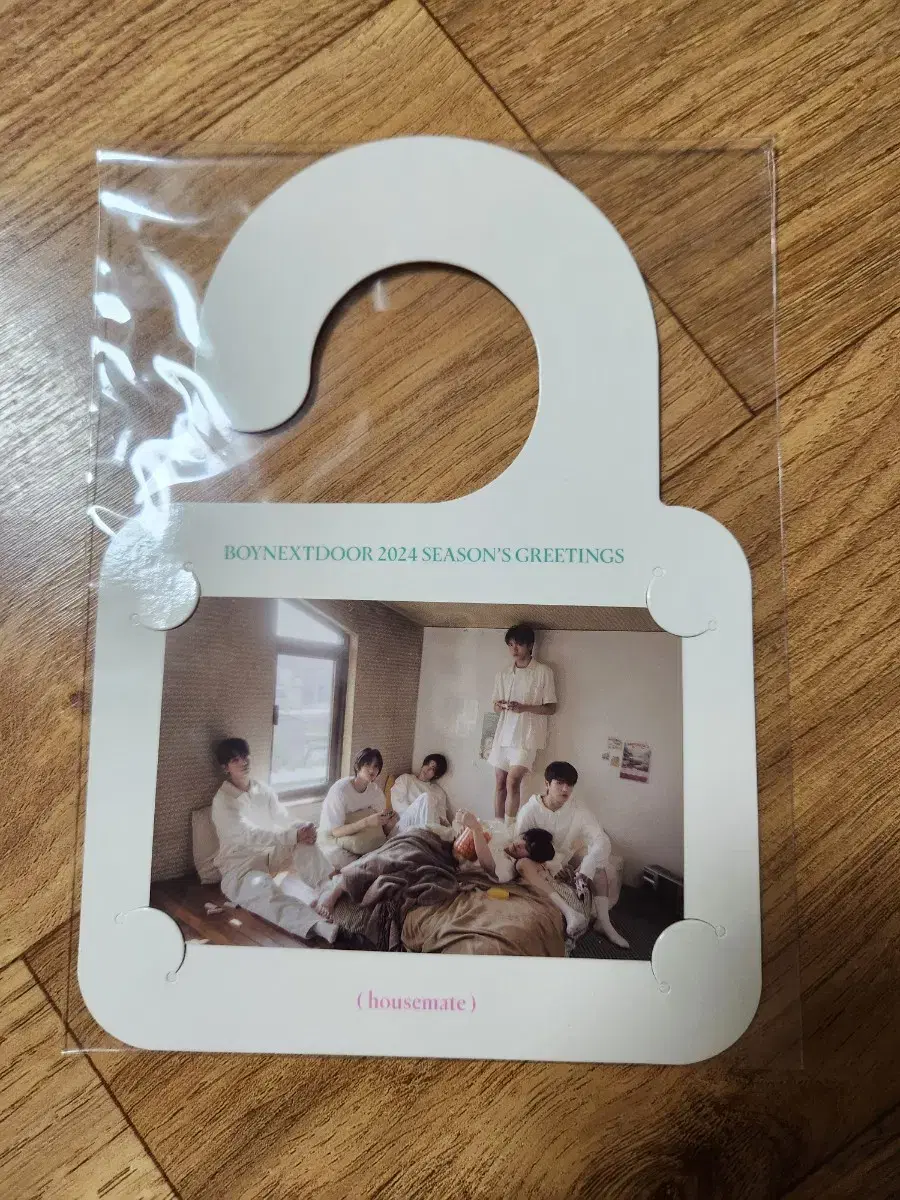 BOYNEXTDOOR 2024 SEASON'S GREETINGS
( housemate )